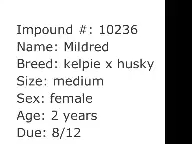 Impound #: 10236
Name: Mildred
Breed: kelpie x husky
Size: medium
Sex: female
Age: 2 years
Due: 8/12